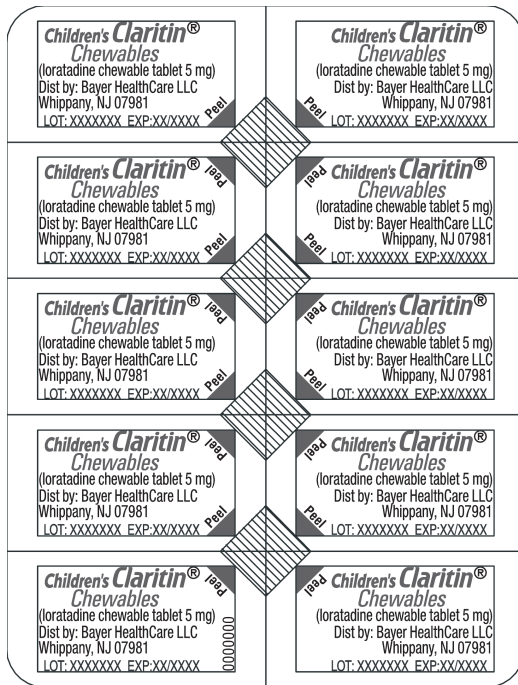 Children's Claritin®
Chewables
(loratadine chewable tablet 5 mg)
Dist by: Bayer HealthCare LLC
Whippany, NJ 07981
LOT: XXXXXXX EXP:XX/XXXX
Peel
Children's Claritin®
Chewables
(loratadine chewable tablet 5 mg)
Dist by: Bayer HealthCare LLC
Whippany, NJ 07981
LOT: XXXXXXX EXP:XX/XXXX
Peel
Children's Claritin®
Chewables
(loratadine chewable tablet 5 mg)
Dist by: Bayer HealthCare LLC
Whippany, NJ 07981
LOT: XXXXXXX EXP:XX/XXXX
Peel
Peel
Children's Claritin®
Chewables
(loratadine chewable tablet 5 mg)
Dist by: Bayer HealthCare LLC
Whippany, NJ 07981
LOT: XXXXXXX EXP:XX/XXXX
Peel
Peel
Children's Claritin®
Chewables
(loratadine chewable tablet 5 mg)
Dist by: Bayer HealthCare LLC
Whippany, NJ 07981
LOT: XXXXXXX EXP:XX/XXXX
Peel
Peel
Children's Claritin®
Chewables
(loratadine chewable tablet 5 mg)
Dist by: Bayer HealthCare LLC
Whippany, NJ 07981
LOT: XXXXXXX EXP:XX/XXXX
Peel
Peel
Children's Claritin®
Chewables
(loratadine chewable tablet 5 mg)
Dist by: Bayer HealthCare LLC
Whippany, NJ 07981
LOT: XXXXXXX EXP:XX/XXXX
Peel
Peel
Children's Claritin®
Chewables
(loratadine chewable tablet 5 mg)
Dist by: Bayer HealthCare LLC
Whippany, NJ 07981
LOT: XXXXXXX EXP:XX/XXXX
Peel
Peel
Children's Claritin®
Chewables
(loratadine chewable tablet 5 mg)
Dist by: Bayer HealthCare LLC
Whippany, NJ 07981
LOT: XXXXXXX EXP:XX/XXXX
Peel
00000000
Children's Claritin®
Chewables
(loratadine chewable tablet 5 mg)
Dist by: Bayer HealthCare LLC
Whippany, NJ 07981
LOT: XXXXXXX EXP:XX/XXXX
Peel